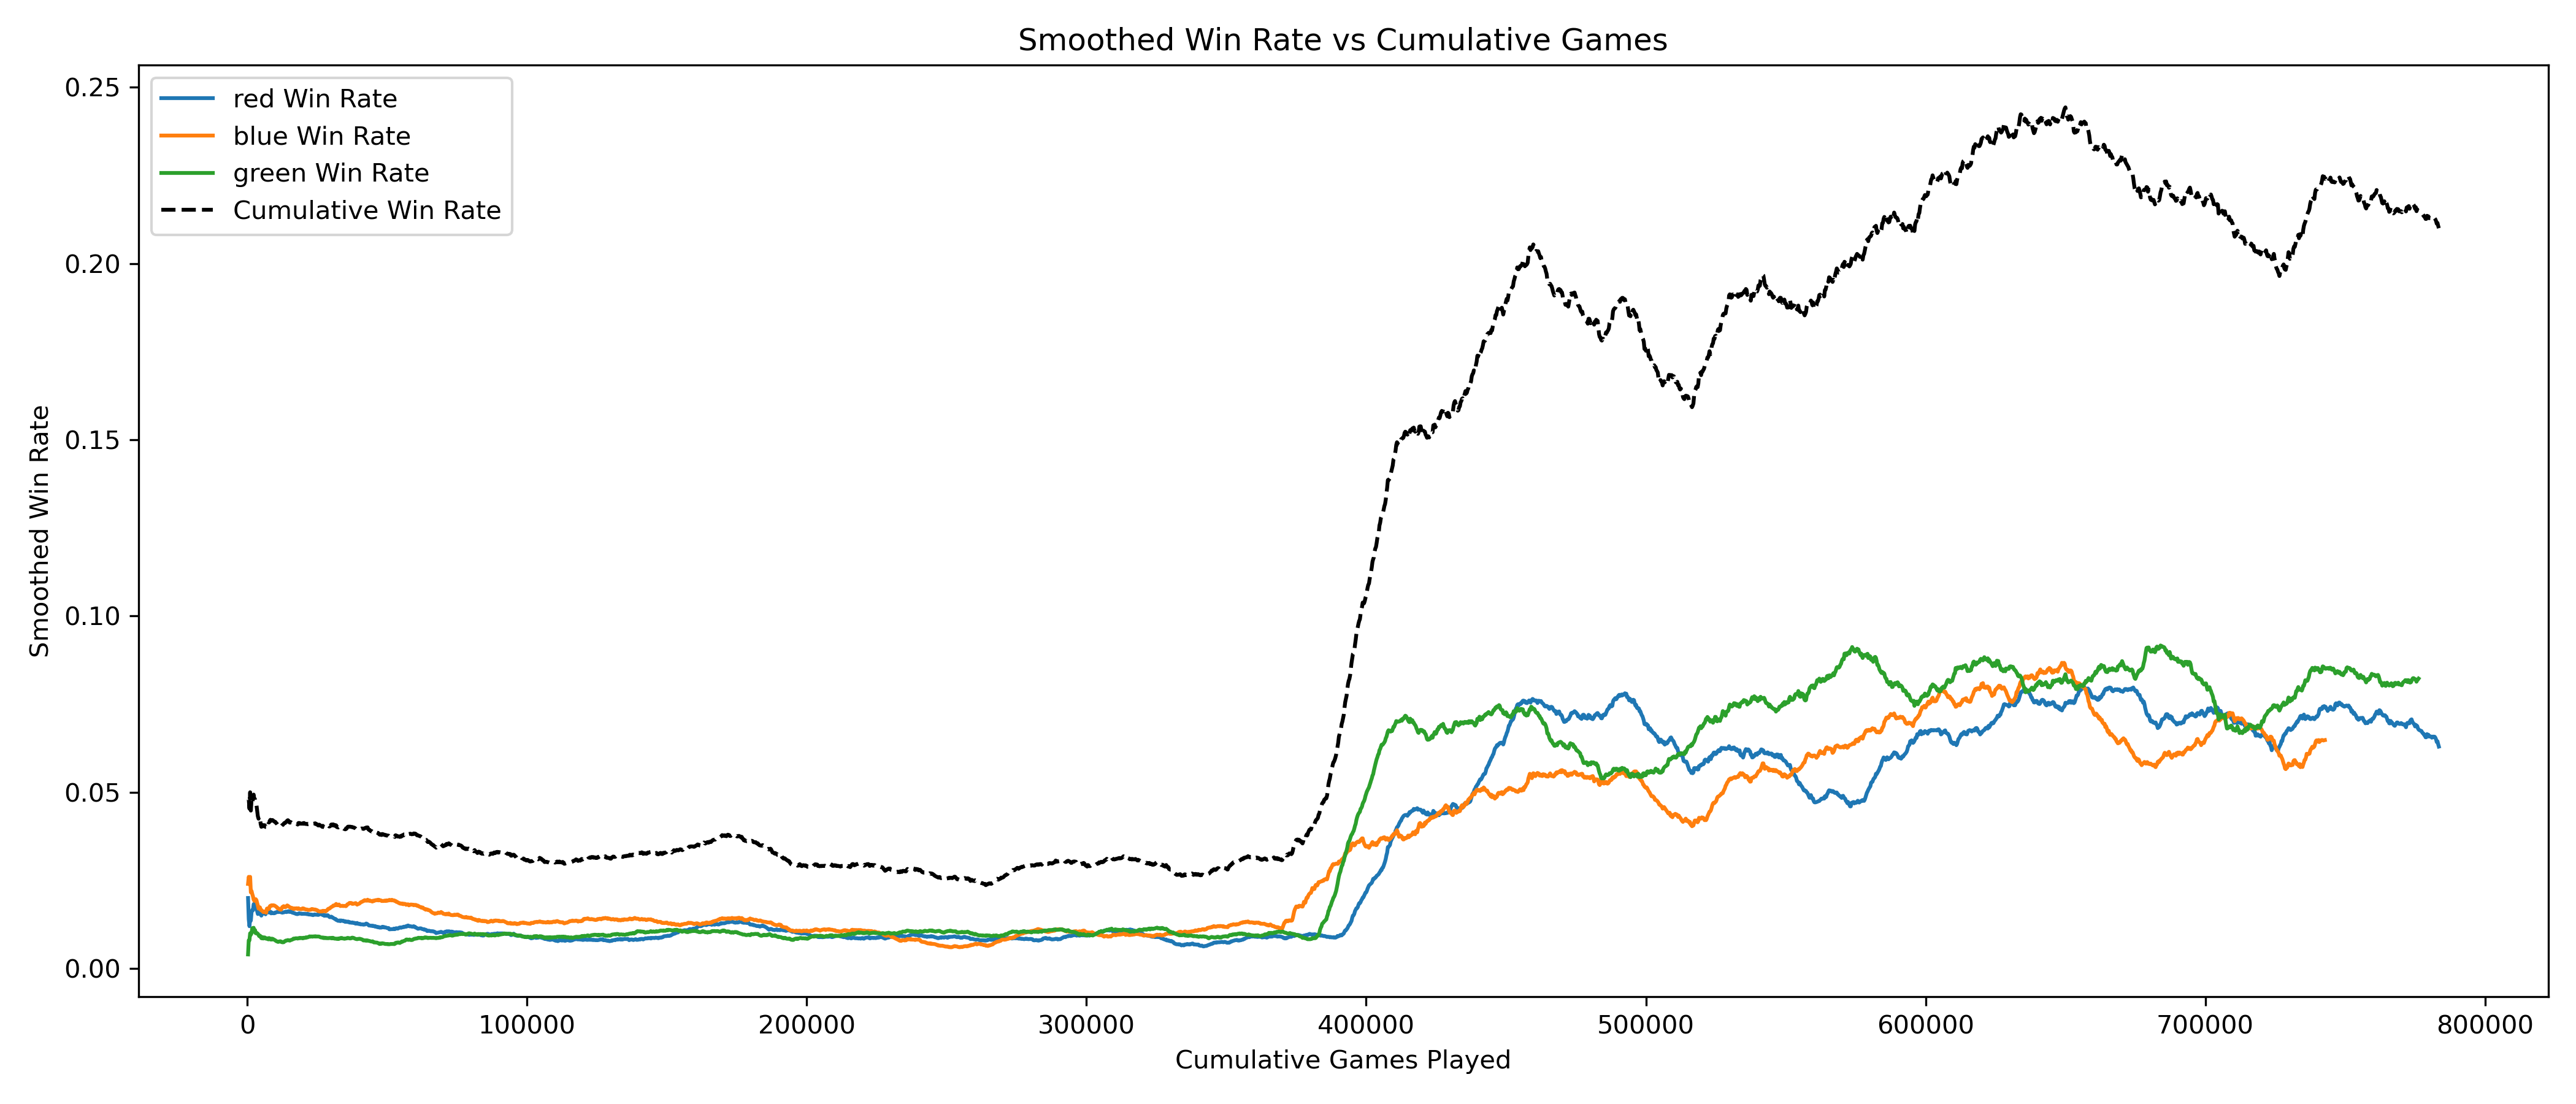 Smoothed Win Rate vs Cumulative Games
red Win Rate
blue Win Rate
green Win Rate
Cumulative Win Rate
Smoothed Win Rate
0.25
0.20
0.15
0.10
0.05
0.00
0 100000 200000 300000 400000 500000 600000 700000 800000
Cumulative Games Played